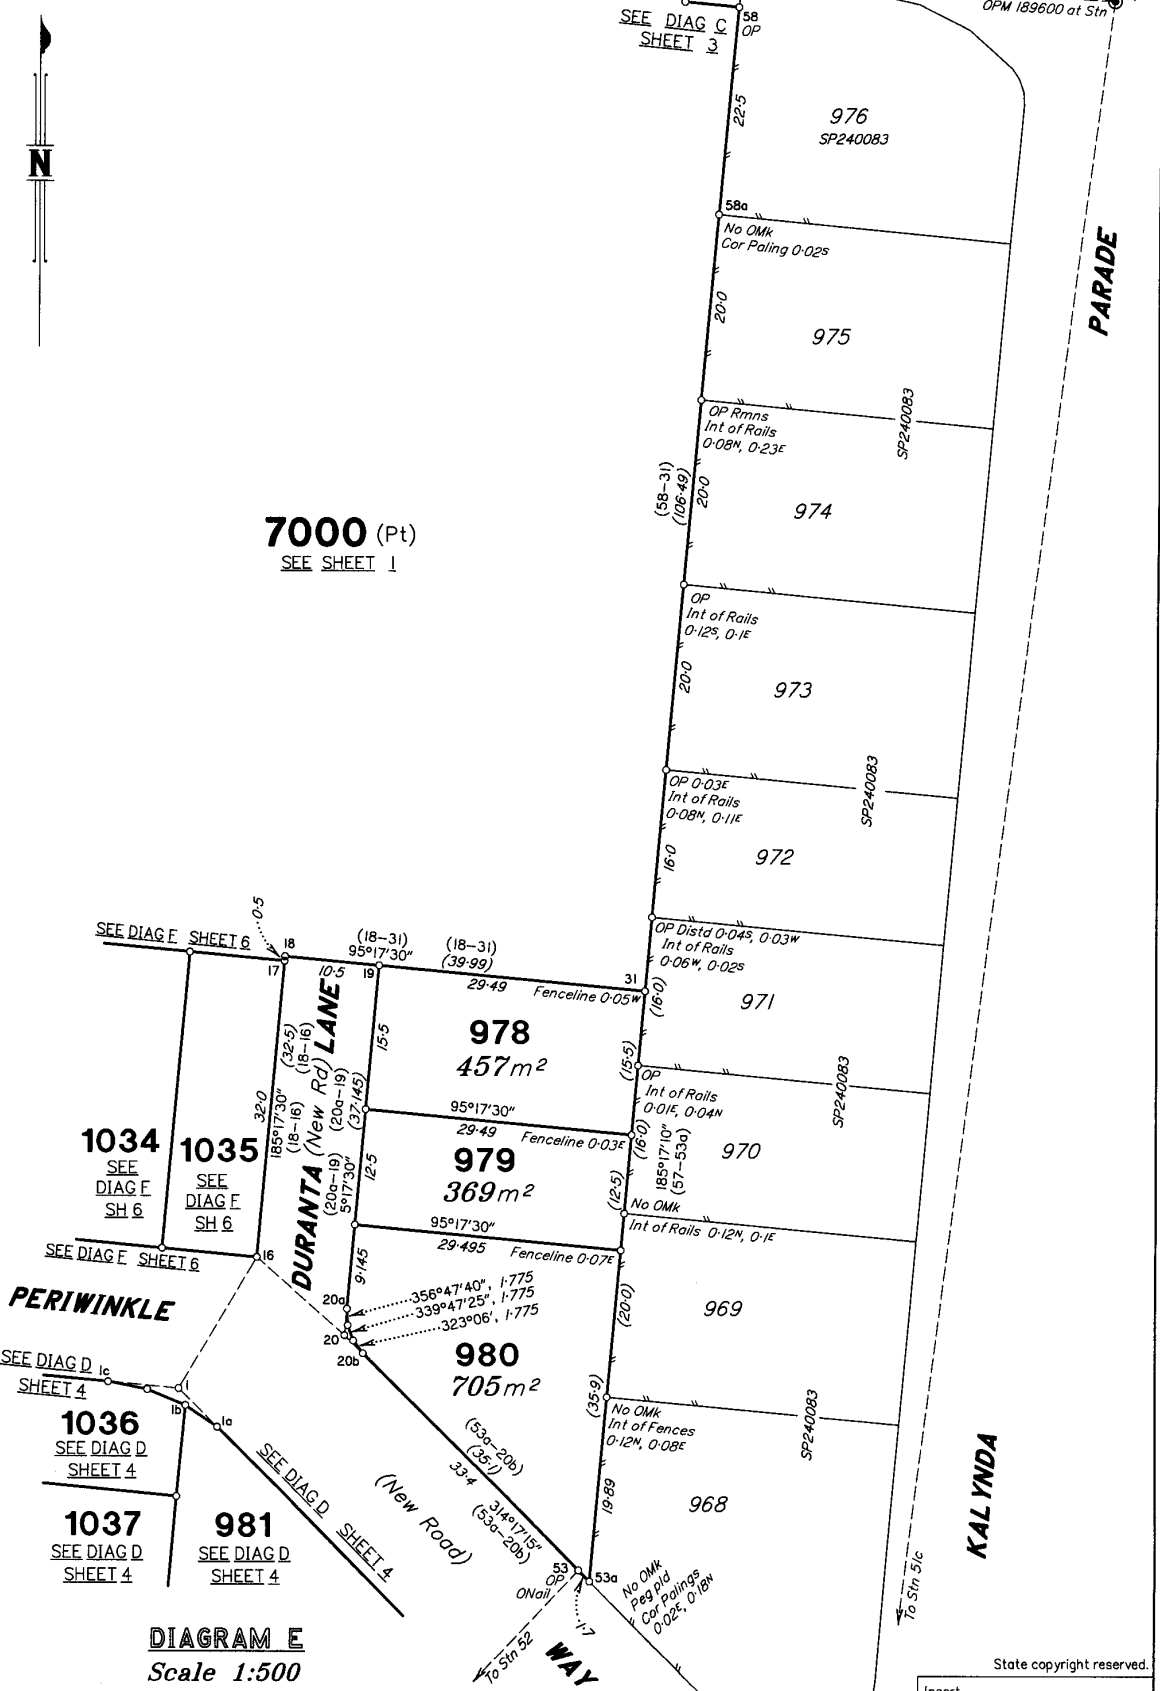 OPM 189600 at Stn
SEE DIAG C
SHEET 3
58
OP
N
22·5
976
SP240083
58a
No OMk
Cor Paling 0·02S
PARADE
20·0
975
OP Rmns
Int of Rails
0·08N, 0·23E
SP240083
(58-31)
(106·49)
20·0
974
7000 (Pt)
SEE SHEET 1
OP
Int of Rails
0·12S, 0·1E
20·0
973
OP 0·03E
Int of Rails
0·08N, 0·11E
SP240083
16·0
972
0·5
SEE DIAG F SHEET 6
18
17
(18-31)
95°17'30"
10·5
19
(18-31)
(39·99)
29·49
Fenceline 0·05W
31
OP Distd 0·04S, 0·03W
Int of Rails
0·06W, 0·02S
(16·0)
971
978
457m²
15·5
(15·5)
OP
Int of Rails
0·01E, 0·04N
SP240083
(32·5)
(18-16)
32·0
185°17'30"
(18-16)
DURANTA (New Rd) LANE
(20a-19)
(37·145)
(20a-19)
5°17'30"
95°17'30"
29·49
Fenceline 0·03E
(16·0)
185°17'10"
(57-53a)
970
1034
SEE
DIAG F
SH 6
1035
SEE
DIAG F
SH 6
979
369m²
12·5
(12·5)
No OMk
Int of Rails 0·12N, 0·1E
95°17'30"
29·495
Fenceline 0·07E
SEE DIAG F SHEET 6
16
9·145
PERIWINKLE
20a
356°47'40", 1·775
339°47'25", 1·775
323°06', 1·775
20
20b
(20·0)
969
980
705m²
SEE DIAG D
SHEET 4
1c
1
1b
1a
1036
SEE DIAG D
SHEET 4
(35·9)
No OMk
Int of Fences
0·12N, 0·08E
SP240083
SEE DIAG D SHEET 4
(53a-20b)
(35·1)
33·4
314°17'15"
(53a-20b)
(New Road)
19·89
968
KALYNDA
1037
SEE DIAG D
SHEET 4
981
SEE DIAG D
SHEET 4
53
OP
ONail
53a
No OMk
Peg pld
Cor Palings
0·02E, 0·18N
1·7
To Stn 51c
To Stn 52
WAY
DIAGRAM E
Scale 1:500
State copyright reserved.